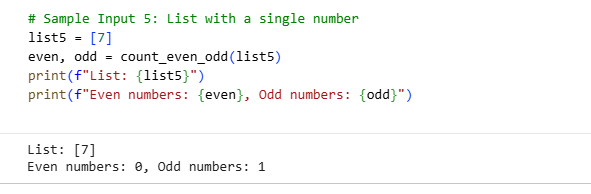 # Sample Input 5: List with a single number
list5 = [7]
even, odd = count_even_odd(list5)
print(f"List: {list5}")
print(f"Even numbers: {even}, Odd numbers: {odd}")
List: [7]
Even numbers: 0, Odd numbers: 1